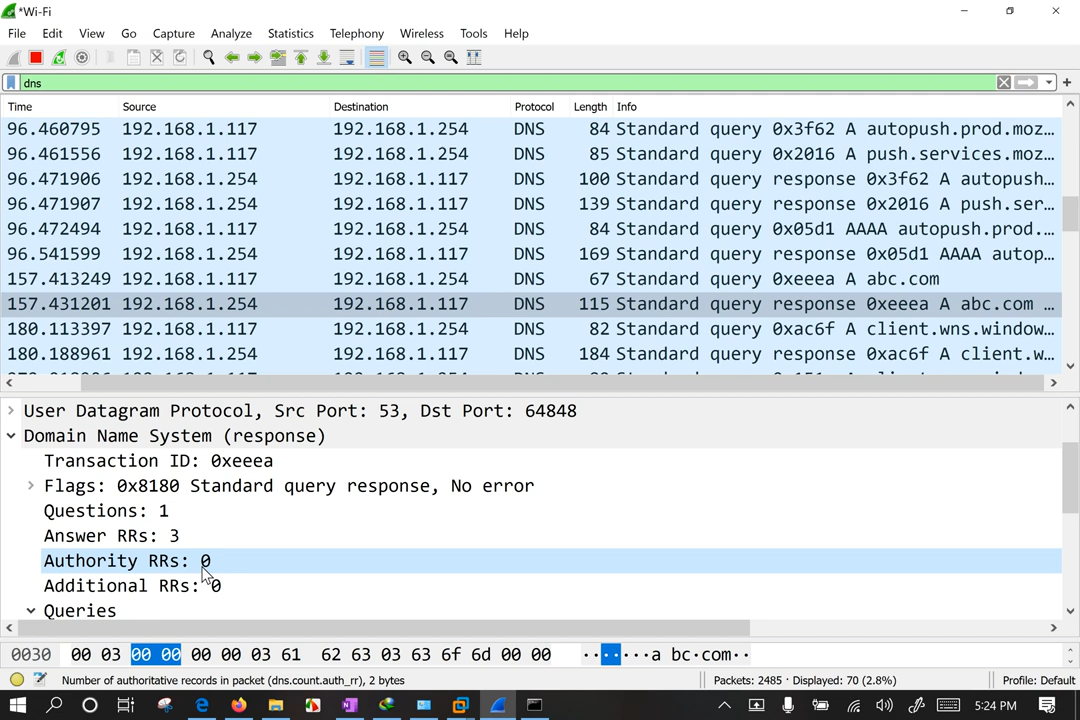 *Wi-Fi
File Edit View Go Capture Analyze Statistics Telephony Wireless Tools Help
dns
Time Source Destination Protocol Length Info
96.460795 192.168.1.117 192.168.1.254 DNS 84 Standard query 0x3f62 A autopush.prod.moz…
96.461556 192.168.1.117 192.168.1.254 DNS 85 Standard query 0x2016 A push.services.moz…
96.471906 192.168.1.254 192.168.1.117 DNS 100 Standard query response 0x3f62 A autopush…
96.471907 192.168.1.254 192.168.1.117 DNS 139 Standard query response 0x2016 A push.ser…
96.472494 192.168.1.117 192.168.1.254 DNS 84 Standard query 0x05d1 AAAA autopush.prod.…
96.541599 192.168.1.254 192.168.1.117 DNS 169 Standard query response 0x05d1 AAAA autop…
157.413249 192.168.1.117 192.168.1.254 DNS 67 Standard query 0xeeea A abc.com
157.431201 192.168.1.254 192.168.1.117 DNS 115 Standard query response 0xeeea A abc.com …
180.113397 192.168.1.117 192.168.1.254 DNS 82 Standard query 0xac6f A client.wns.window…
180.188961 192.168.1.254 192.168.1.117 DNS 184 Standard query response 0xac6f A client.w…
User Datagram Protocol, Src Port: 53, Dst Port: 64848
Domain Name System (response)
Transaction ID: 0xeeea
Flags: 0x8180 Standard query response, No error
Questions: 1
Answer RRs: 3
Authority RRs: 0
Additional RRs: 0
Queries
0030 00 03 00 00 00 00 03 61 62 63 03 63 6f 6d 00 00 ·······a bc·com··
Number of authoritative records in packet (dns.count.auth_rr), 2 bytes Packets: 2485 · Displayed: 70 (2.8%) Profile: Default
5:24 PM